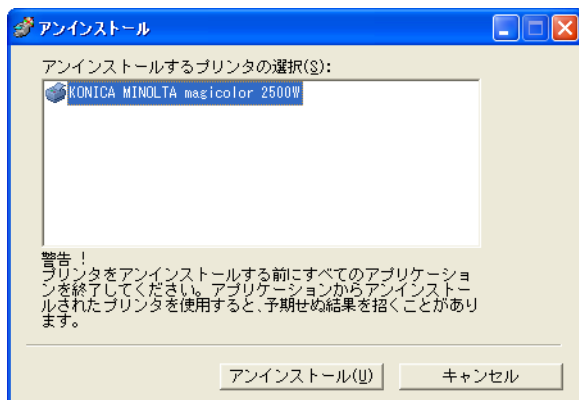 アンインストール
アンインストールするプリンタの選択(S):
KONICA MINOLTA magicolor 2500W
警告！
プリンタをアンインストールする前にすべてのアプリケーショ
ンを終了してください。アプリケーションからアンインストー
ルされたプリンタを使用すると、予期せぬ結果を招くことがあり
ます。
アンインストール(U)
キャンセル